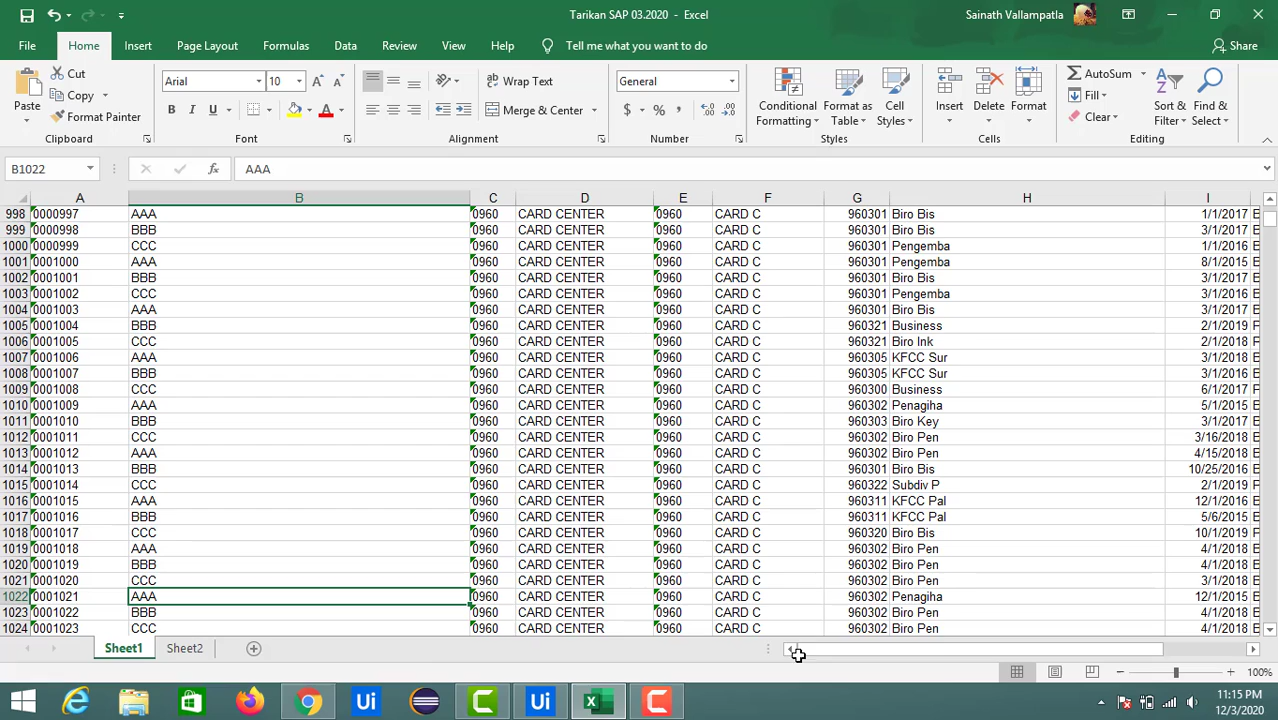 Tarikan SAP 03.2020 - Excel
Sainath Vallampatla
File Home Insert Page Layout Formulas Data Review View Help Tell me what you want to do Share
Paste
Cut
Copy
Format Painter
Clipboard
Arial 10
B I U
Font
Wrap Text
Merge & Center
Alignment
General
$ % ,
Number
Conditional Formatting
Format as Table
Cell Styles
Styles
Insert
Delete
Format
Cells
AutoSum
Fill
Clear
Sort & Filter
Find & Select
Editing
B1022 fx AAA
A B C D E F G H I
998 0000997 AAA 0960 CARD CENTER 0960 CARD C 960301 Biro Bis 1/1/2017
999 0000998 BBB 0960 CARD CENTER 0960 CARD C 960301 Biro Bis 3/1/2017
1000 0000999 CCC 0960 CARD CENTER 0960 CARD C 960301 Pengemba 1/1/2016
1001 0001000 AAA 0960 CARD CENTER 0960 CARD C 960301 Pengemba 8/1/2015
1002 0001001 BBB 0960 CARD CENTER 0960 CARD C 960301 Biro Bis 3/1/2017
1003 0001002 CCC 0960 CARD CENTER 0960 CARD C 960301 Pengemba 3/1/2016
1004 0001003 AAA 0960 CARD CENTER 0960 CARD C 960301 Biro Bis 3/1/2017
1005 0001004 BBB 0960 CARD CENTER 0960 CARD C 960321 Business 2/1/2019
1006 0001005 CCC 0960 CARD CENTER 0960 CARD C 960321 Biro Ink 2/1/2018
1007 0001006 AAA 0960 CARD CENTER 0960 CARD C 960305 KFCC Sur 3/1/2018
1008 0001007 BBB 0960 CARD CENTER 0960 CARD C 960305 KFCC Sur 3/1/2018
1009 0001008 CCC 0960 CARD CENTER 0960 CARD C 960300 Business 6/1/2017
1010 0001009 AAA 0960 CARD CENTER 0960 CARD C 960302 Penagiha 5/1/2015
1011 0001010 BBB 0960 CARD CENTER 0960 CARD C 960303 Biro Key 3/1/2017
1012 0001011 CCC 0960 CARD CENTER 0960 CARD C 960302 Biro Pen 3/16/2018
1013 0001012 AAA 0960 CARD CENTER 0960 CARD C 960302 Biro Pen 4/15/2018
1014 0001013 BBB 0960 CARD CENTER 0960 CARD C 960301 Biro Bis 10/25/2016
1015 0001014 CCC 0960 CARD CENTER 0960 CARD C 960322 Subdiv P 2/1/2019
1016 0001015 AAA 0960 CARD CENTER 0960 CARD C 960311 KFCC Pal 12/1/2016
1017 0001016 BBB 0960 CARD CENTER 0960 CARD C 960311 KFCC Pal 5/6/2015
1018 0001017 CCC 0960 CARD CENTER 0960 CARD C 960320 Biro Bis 10/1/2019
1019 0001018 AAA 0960 CARD CENTER 0960 CARD C 960302 Biro Pen 4/1/2018
1020 0001019 BBB 0960 CARD CENTER 0960 CARD C 960302 Biro Pen 4/1/2018
1021 0001020 CCC 0960 CARD CENTER 0960 CARD C 960302 Biro Pen 3/1/2018
1022 0001021 AAA 0960 CARD CENTER 0960 CARD C 960302 Penagiha 12/1/2015
1023 0001022 BBB 0960 CARD CENTER 0960 CARD C 960302 Biro Pen 4/1/2018
1024 0001023 CCC 0960 CARD CENTER 0960 CARD C 960302 Biro Pen 4/1/2018
Sheet1 Sheet2
100%
Ui Ui
11:15 PM
12/3/2020